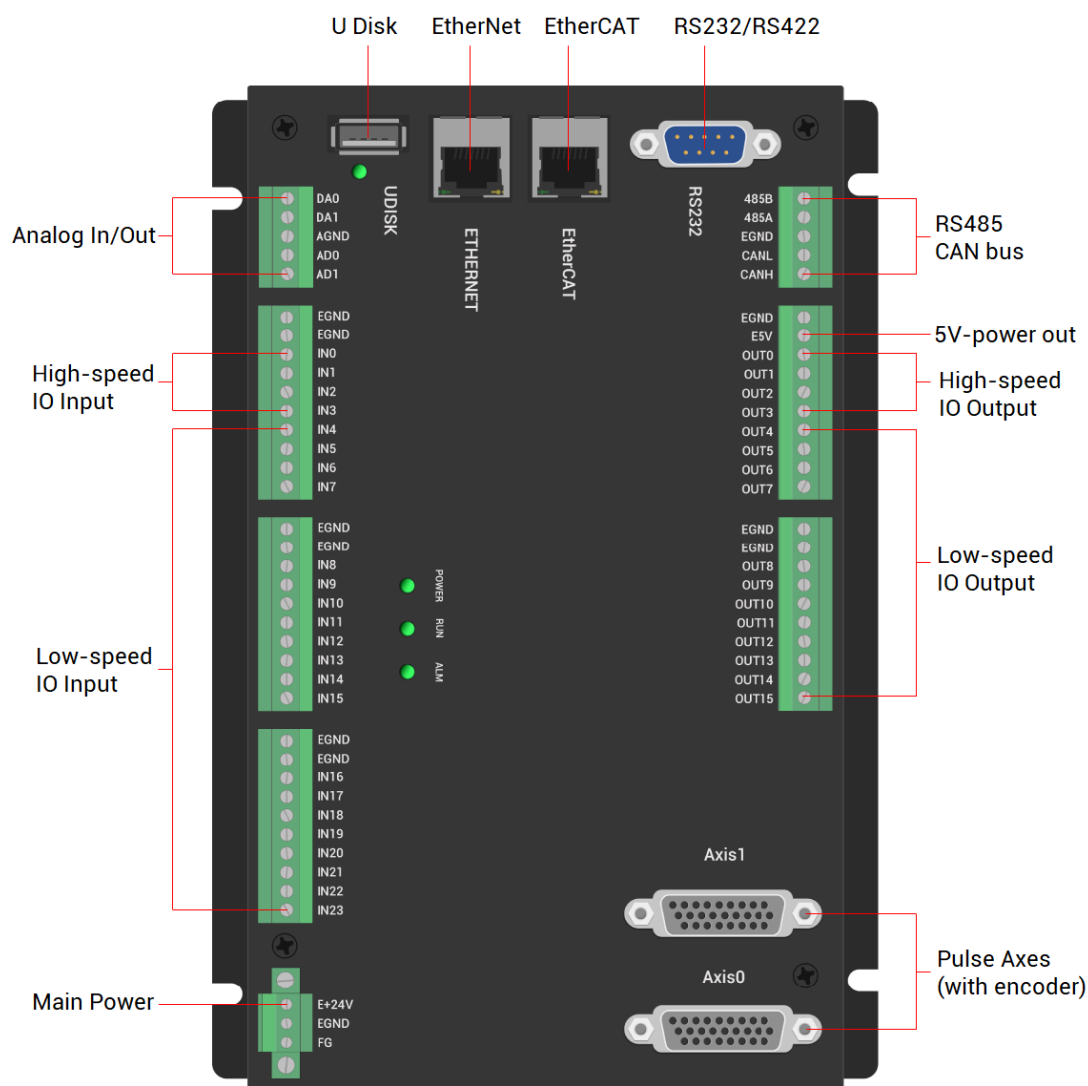 U Disk
EtherNet
EtherCAT
RS232/RS422
UDISK
ETHERNET
EtherCAT
RS232
Analog In/Out
DA0
DA1
AGND
AD0
AD1
485B
485A
EGND
CANL
CANH
RS485
CAN bus
High-speed
IO Input
EGND
EGND
IN0
IN1
IN2
IN3
IN4
IN5
IN6
IN7
EGND
E5V
OUT0
OUT1
OUT2
OUT3
OUT4
OUT5
OUT6
OUT7
5V-power out
High-speed
IO Output
Low-speed
IO Input
EGND
EGND
IN8
IN9
IN10
IN11
IN12
IN13
IN14
IN15
POWER
RUN
ALM
EGND
EGND
OUT8
OUT9
OUT10
OUT11
OUT12
OUT13
OUT14
OUT15
Low-speed
IO Output
EGND
EGND
IN16
IN17
IN18
IN19
IN20
IN21
IN22
IN23
Axis1
Axis0
Pulse Axes
(with encoder)
Main Power
E+24V
EGND
FG